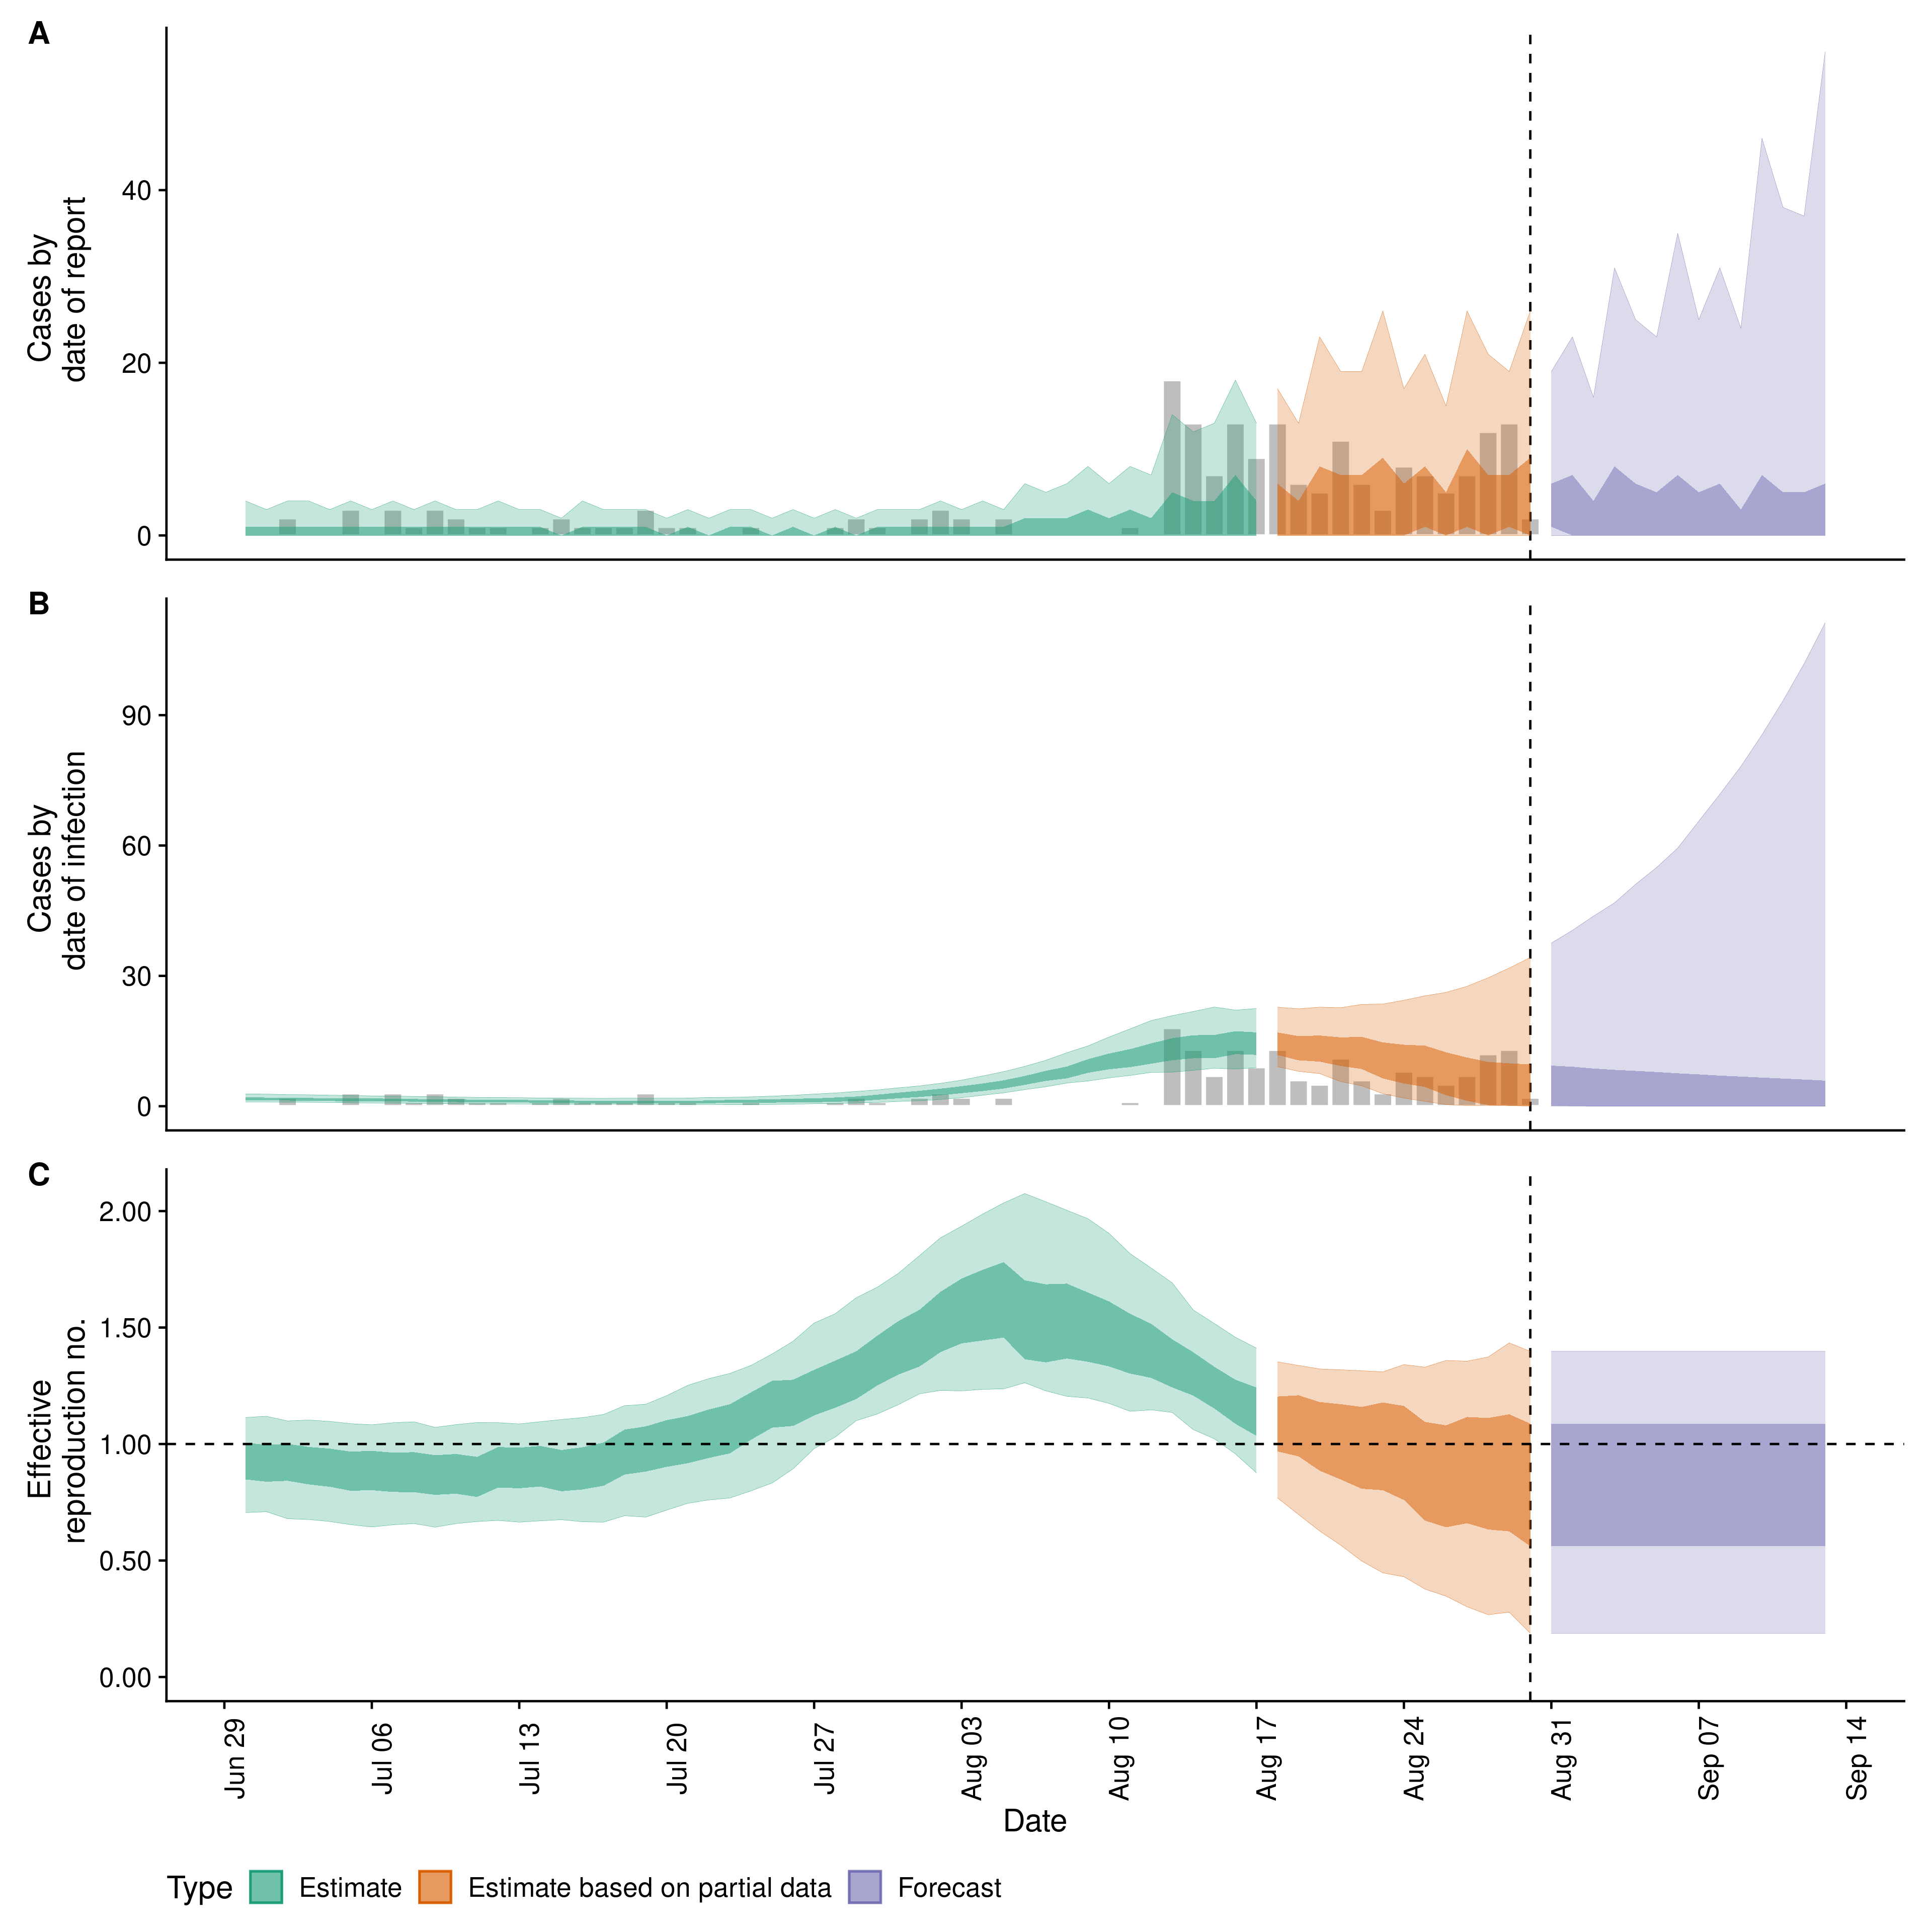 A
Cases by
date of report
40
20
0
B
Cases by
date of infection
90
60
30
0
C
Effective
reproduction no.
2.00
1.50
1.00
0.50
0.00
Jun 29
Jul 06
Jul 13
Jul 20
Jul 27
Aug 03
Aug 10
Aug 17
Aug 24
Aug 31
Sep 07
Sep 14
Date
Type Estimate Estimate based on partial data Forecast